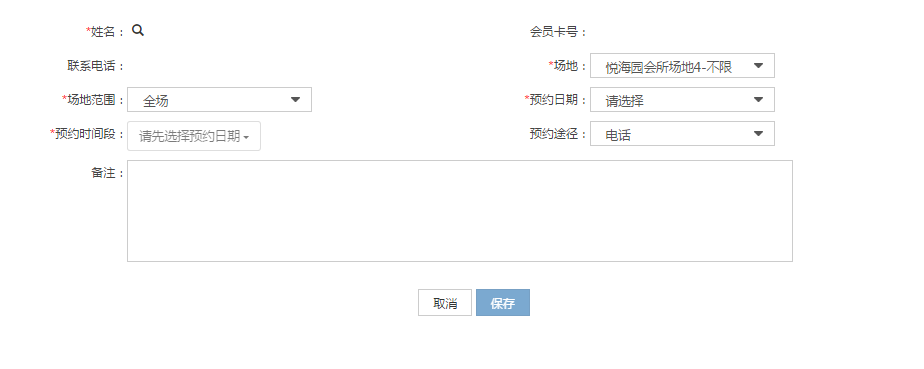 *姓名： 会员卡号：
联系电话： *场地： 悦海园会所场地4-不限
*场地范围： 全场 *预约日期： 请选择
*预约时间段： 请先选择预约日期 预约途径： 电话
备注：
取消 保存